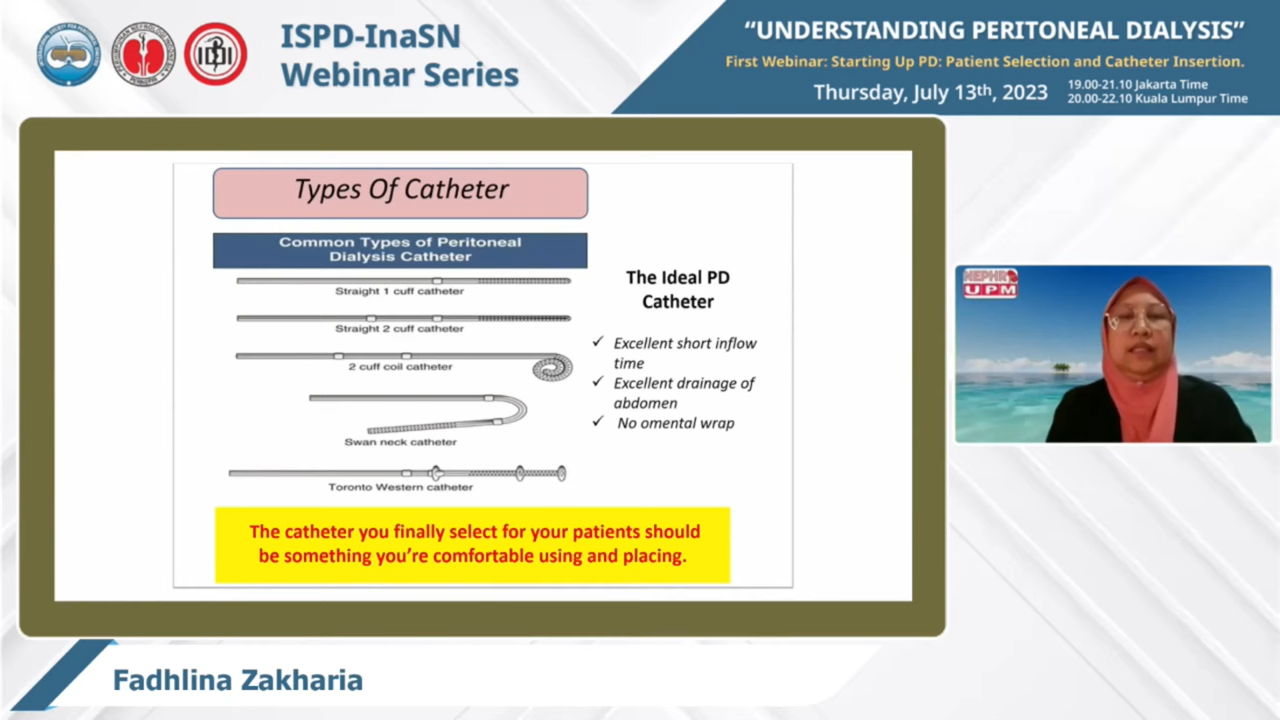 ISPD-InaSN
Webinar Series
“UNDERSTANDING PERITONEAL DIALYSIS”
First Webinar: Starting Up PD: Patient Selection and Catheter Insertion.
Thursday, July 13th, 2023
19.00-21.10 Jakarta Time
20.00-22.10 Kuala Lumpur Time
Types Of Catheter
Common Types of Peritoneal
Dialysis Catheter
Straight 1 cuff catheter
Straight 2 cuff catheter
2 cuff coil catheter
Swan neck catheter
Toronto Western catheter
The Ideal PD
Catheter
✓ Excellent short inflow
time
✓ Excellent drainage of
abdomen
✓ No omental wrap
The catheter you finally select for your patients should
be something you’re comfortable using and placing.
NEPHRO
UPM
Fadhlina Zakharia